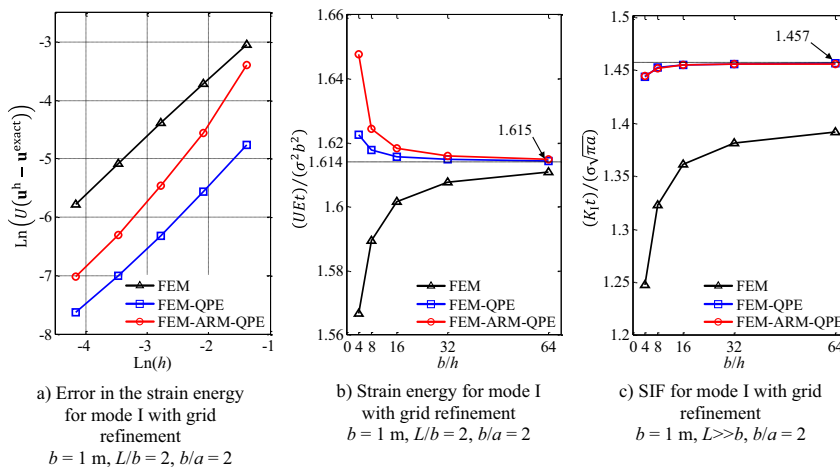 -3
-4
-5
-6
-7
-8
Ln (U(u^h − u^exact))
FEM
FEM-QPE
FEM-ARM-QPE
-4 -3 -2 -1
Ln(h)
a) Error in the strain energy
for mode I with grid
refinement
b = 1 m, L/b = 2, b/a = 2
1.66
1.64
1.62
1.614
1.6
1.58
1.56
(UEt)/(σ²b²)
1.615
FEM
FEM-QPE
FEM-ARM-QPE
0 4 8 16 32 64
b/h
b) Strain energy for mode I
with grid refinement
b = 1 m, L/b = 2, b/a = 2
1.5
1.45
1.4
1.35
1.3
1.25
1.2
(K_I t)/(σ√πa)
1.457
FEM
FEM-QPE
FEM-ARM-QPE
0 4 8 16 32 64
b/h
c) SIF for mode I with grid
refinement
b = 1 m, L>>b, b/a = 2